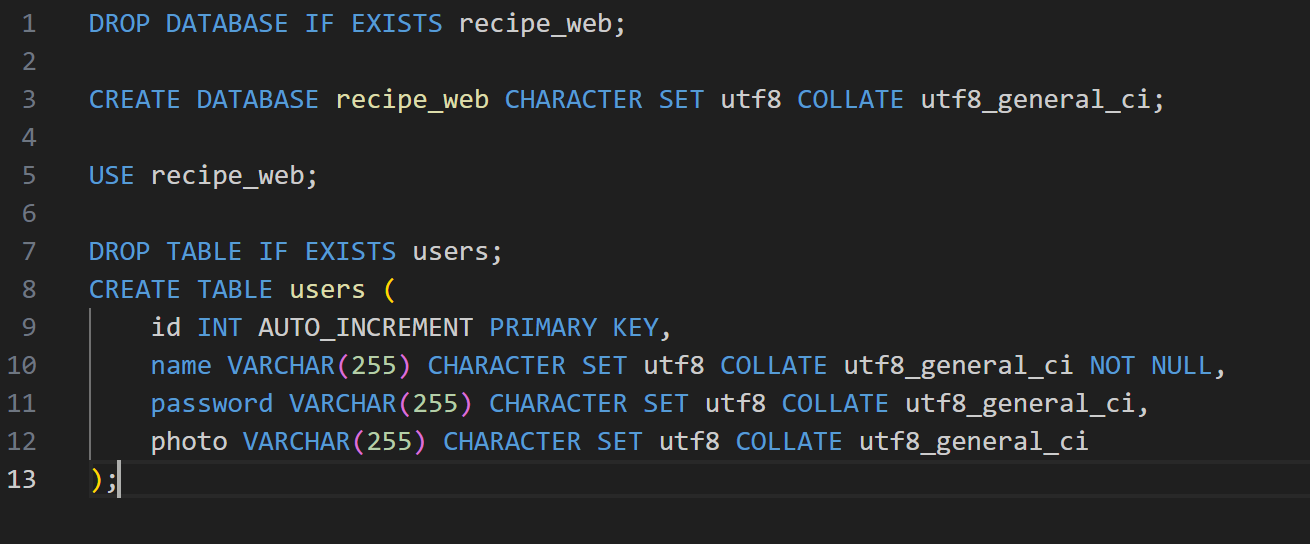 1 DROP DATABASE IF EXISTS recipe_web;
2
3 CREATE DATABASE recipe_web CHARACTER SET utf8 COLLATE utf8_general_ci;
4
5 USE recipe_web;
6
7 DROP TABLE IF EXISTS users;
8 CREATE TABLE users (
9     id INT AUTO_INCREMENT PRIMARY KEY,
10     name VARCHAR(255) CHARACTER SET utf8 COLLATE utf8_general_ci NOT NULL,
11     password VARCHAR(255) CHARACTER SET utf8 COLLATE utf8_general_ci,
12     photo VARCHAR(255) CHARACTER SET utf8 COLLATE utf8_general_ci
13 );